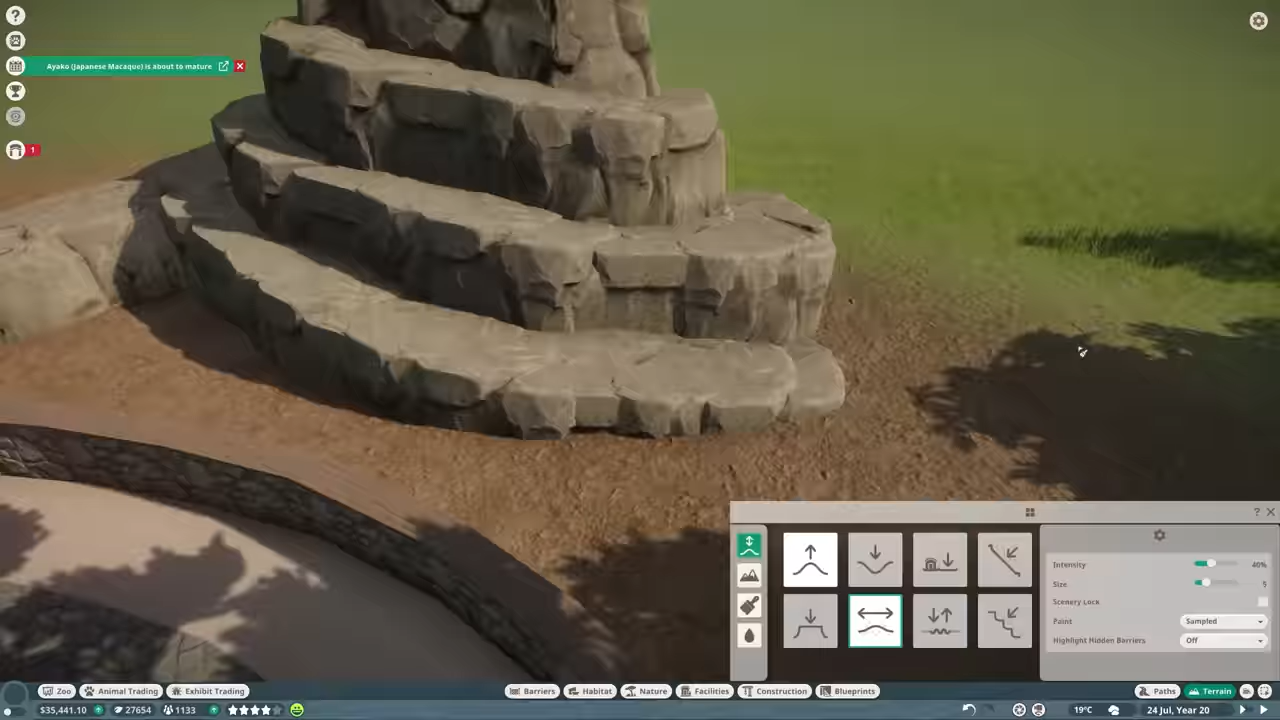 ?
Ayako (Japanese Macaque) is about to mature
1
?
Intensity 40%
Size 5
Scenery Lock
Paint Sampled
Highlight Hidden Barriers Off
Zoo Animal Trading Exhibit Trading Barriers Habitat Nature Facilities Construction Blueprints Paths Terrain
$35,441.10 27654 1133 19°C 24 Jul, Year 20